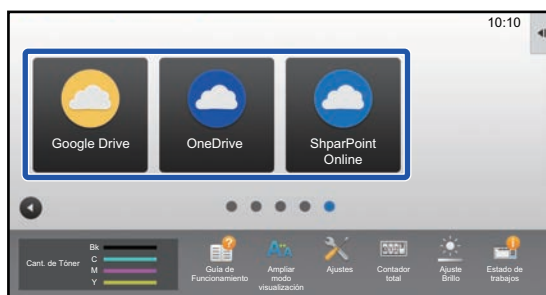 10:10
Google Drive
OneDrive
ShparPoint
Online
Cant. de Tóner
Bk
C
M
Y
Guía de
Funcionamiento
Ampliar
modo
visualización
Ajustes
Contador
total
Ajuste
Brillo
Estado de
trabajos